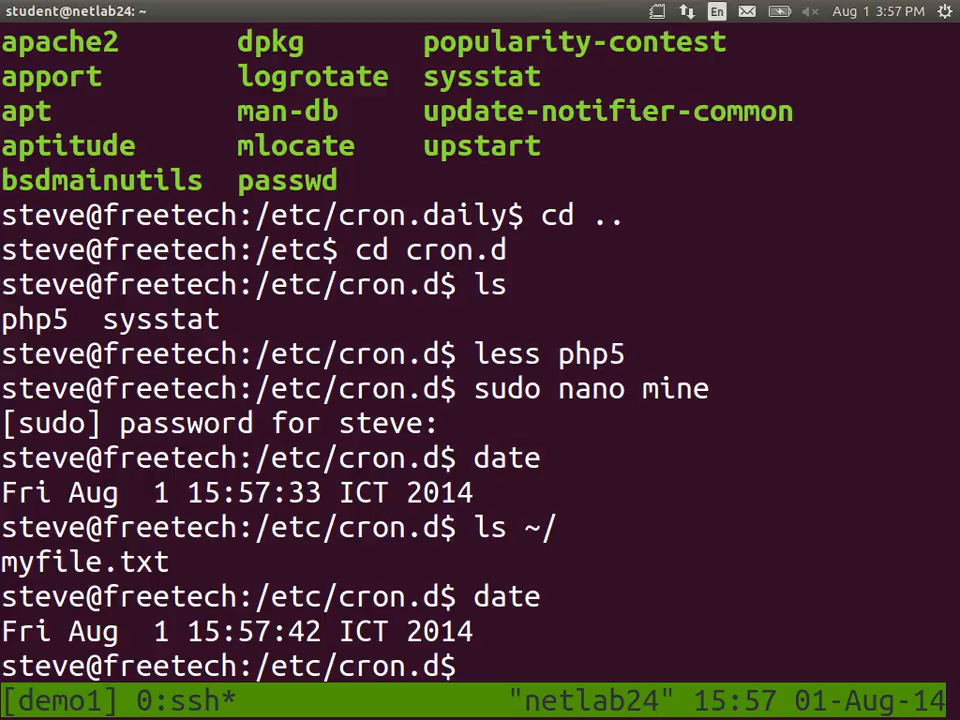 student@netlab24: ~ En Aug 1 3:57 PM
apache2 dpkg popularity-contest
apport logrotate sysstat
apt man-db update-notifier-common
aptitude mlocate upstart
bsdmainutils passwd
steve@freetech:/etc/cron.daily$ cd ..
steve@freetech:/etc$ cd cron.d
steve@freetech:/etc/cron.d$ ls
php5 sysstat
steve@freetech:/etc/cron.d$ less php5
steve@freetech:/etc/cron.d$ sudo nano mine
[sudo] password for steve:
steve@freetech:/etc/cron.d$ date
Fri Aug  1 15:57:33 ICT 2014
steve@freetech:/etc/cron.d$ ls ~/
myfile.txt
steve@freetech:/etc/cron.d$ date
Fri Aug  1 15:57:42 ICT 2014
steve@freetech:/etc/cron.d$
[demo1] 0:ssh* "netlab24" 15:57 01-Aug-14